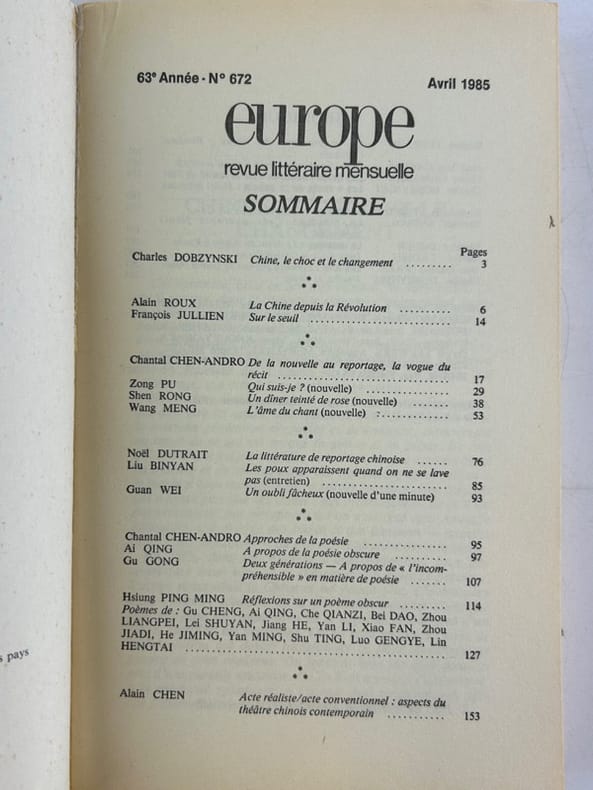 63e Année - N° 672
Avril 1985
europe
revue littéraire mensuelle
SOMMAIRE
Pages
Charles DOBZYNSKI Chine, le choc et le changement ......... 3
Alain ROUX La Chine depuis la Révolution .......... 6
François JULLIEN Sur le seuil .......................... 14
Chantal CHEN-ANDRO De la nouvelle au reportage, la vogue du
récit ................................ 17
Zong PU Qui suis-je ? (nouvelle) ................ 29
Shen RONG Un dîner teinté de rose (nouvelle) ....... 38
Wang MENG L'âme du chant (nouvelle) :............. 53
Noël DUTRAIT La littérature de reportage chinoise ...... 76
Liu BINYAN Les poux apparaissent quand on ne se lave
pas (entretien) ........................ 85
Guan WEI Un oubli fâcheux (nouvelle d'une minute) 93
Chantal CHEN-ANDRO Approches de la poésie ................ 95
Ai QING A propos de la poésie obscure .......... 97
Gu GONG Deux générations — A propos de « l'incom-
préhensible » en matière de poésie ....... 107
Hsiung PING MING Réflexions sur un poème obscur ......... 114
Poèmes de : Gu CHENG, Ai QING, Che QIANZI, Bei DAO, Zhou
LIANGPEI, Lei SHUYAN, Jiang HE, Yan LI, Xiao FAN, Zhou
JIADI, He JIMING, Yan MING, Shu TING, Luo GENGYE, Lin
HENGTAI .................................................. 127
Alain CHEN Acte réaliste/acte conventionnel : aspects du
théâtre chinois contemporain ........... 153
pays